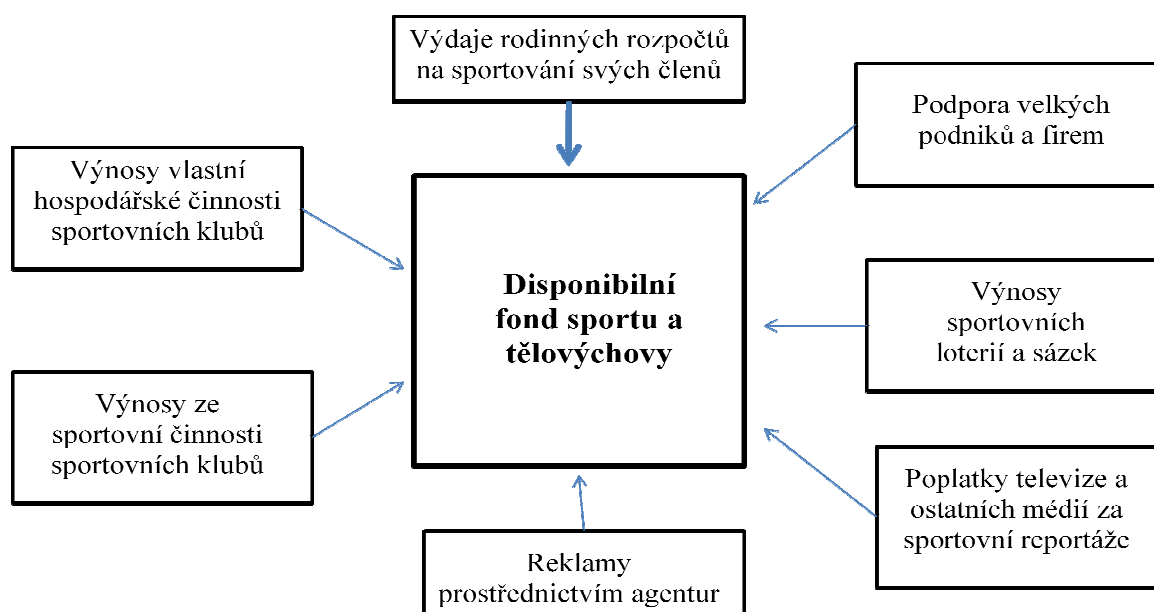 Výdaje rodinných rozpočtů
na sportování svých členů
Podpora velkých
podniků a firem
Výnosy vlastní
hospodářské činnosti
sportovních klubů
Disponibilní
fond sportu a
tělovýchovy
Výnosy
sportovních
loterií a sázek
Výnosy ze
sportovní činnosti
sportovních klubů
Poplatky televize a
ostatních médií za
sportovní reportáže
Reklamy
prostřednictvím agentur